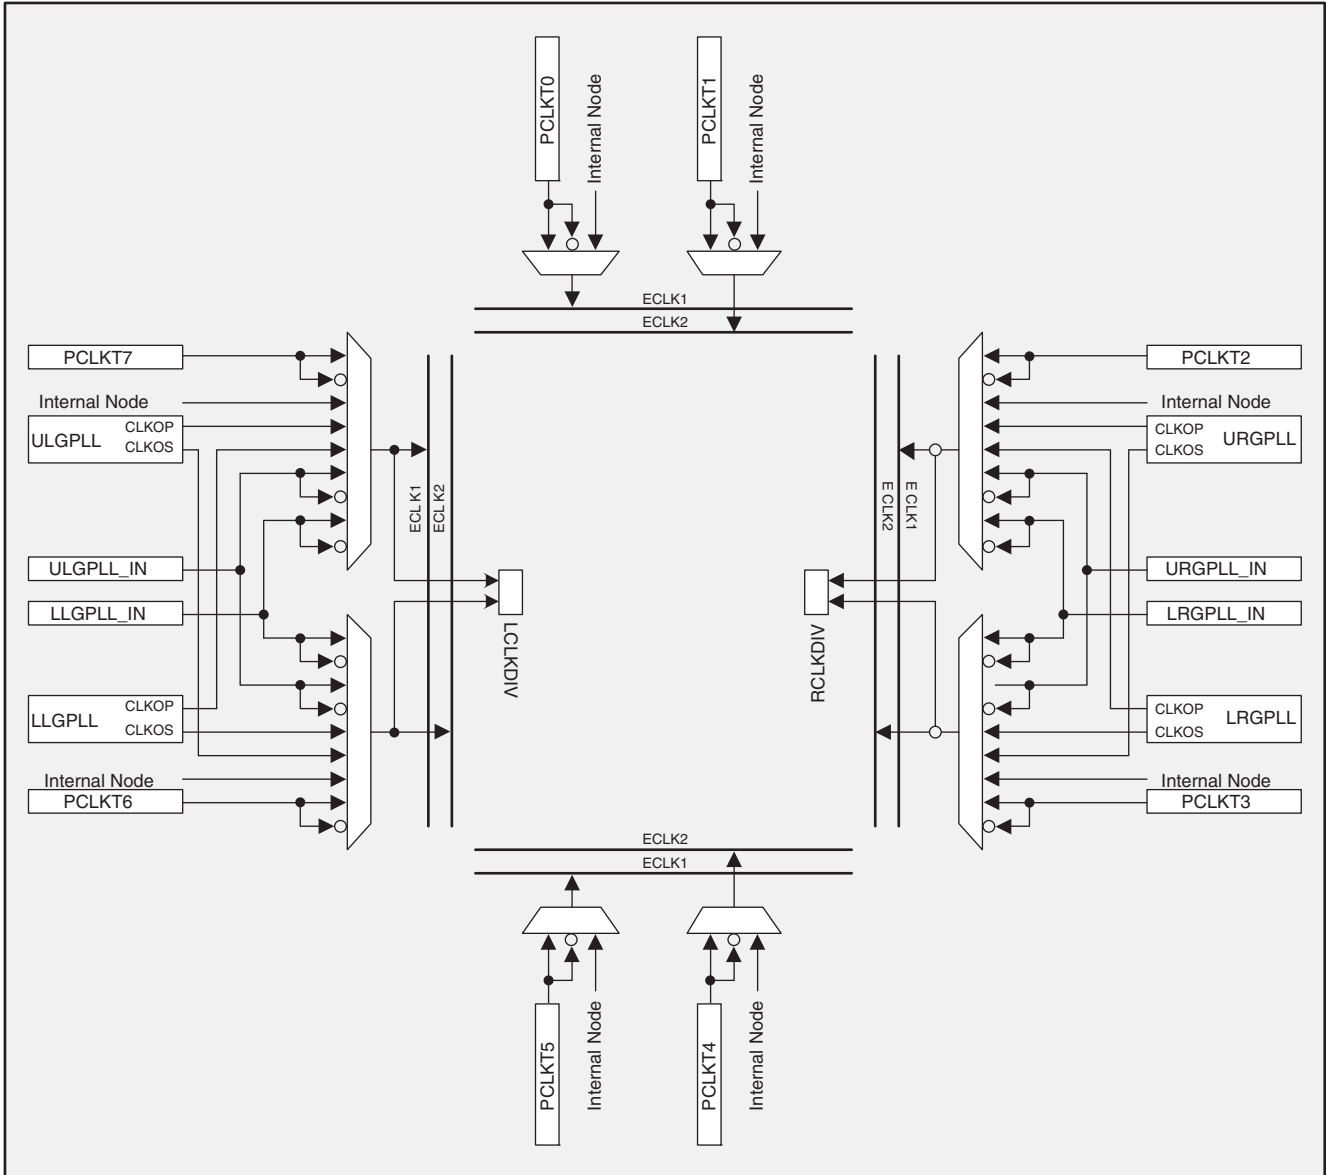 PCLKT0
Internal Node
PCLKT1
Internal Node
ECLK1
ECLK2
PCLKT7
Internal Node
ULGPLL
CLKOP
CLKOS
ULGPLL_IN
LLGPLL_IN
LLGPLL
CLKOP
CLKOS
Internal Node
PCLKT6
ECLK1
ECLK2
LCLKDIV
RCLKDIV
ECLK2
ECLK1
PCLKT2
Internal Node
CLKOP
CLKOS
URGPLL
URGPLL_IN
LRGPLL_IN
CLKOP
CLKOS
LRGPLL
Internal Node
PCLKT3
ECLK2
ECLK1
PCLKT5
Internal Node
PCLKT4
Internal Node